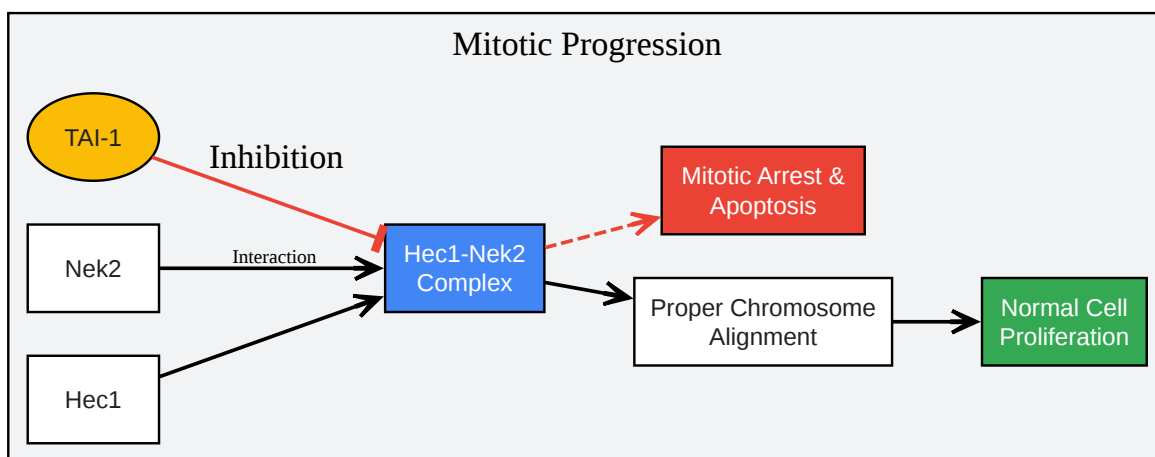 Mitotic Progression
TAI-1
Inhibition
Mitotic Arrest &
Apoptosis
Nek2
Interaction
Hec1-Nek2
Complex
Proper Chromosome
Alignment
Normal Cell
Proliferation
Hec1